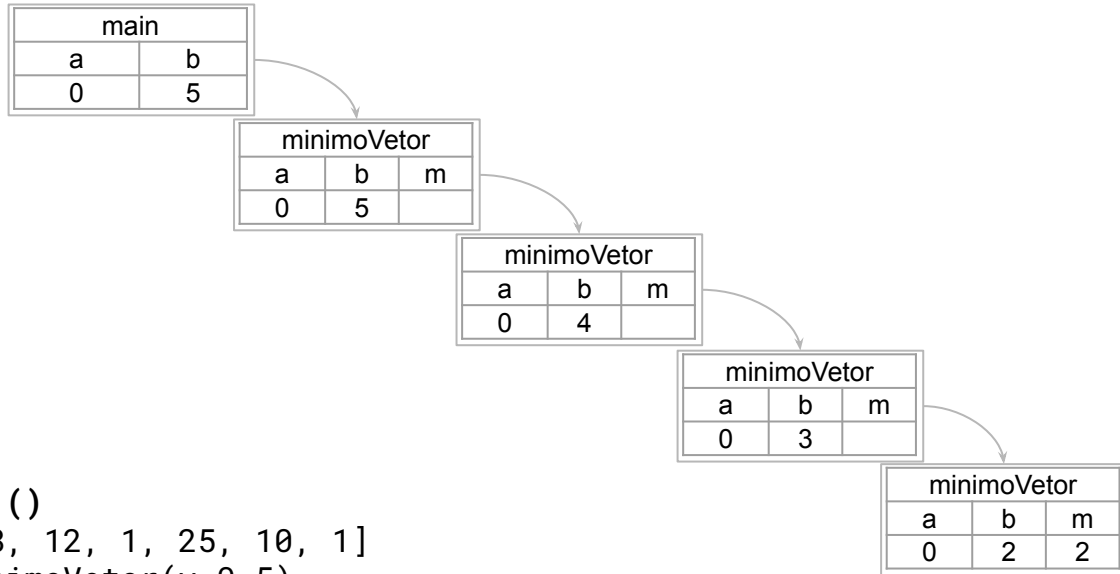 main
a b
0 5
minimoVetor
a b m
0 5
minimoVetor
a b m
0 4
minimoVetor
a b m
0 3
minimoVetor
a b m
0 2 2
()
, 12, 1, 25, 10, 1]